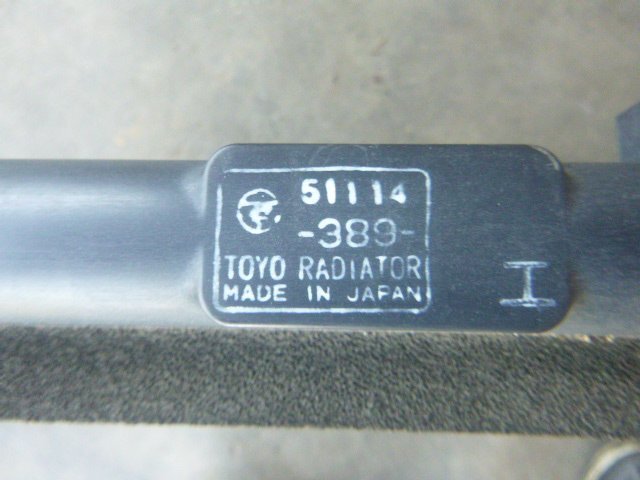 51114
-389-
TOYO RADIATOR
MADE IN JAPAN
I